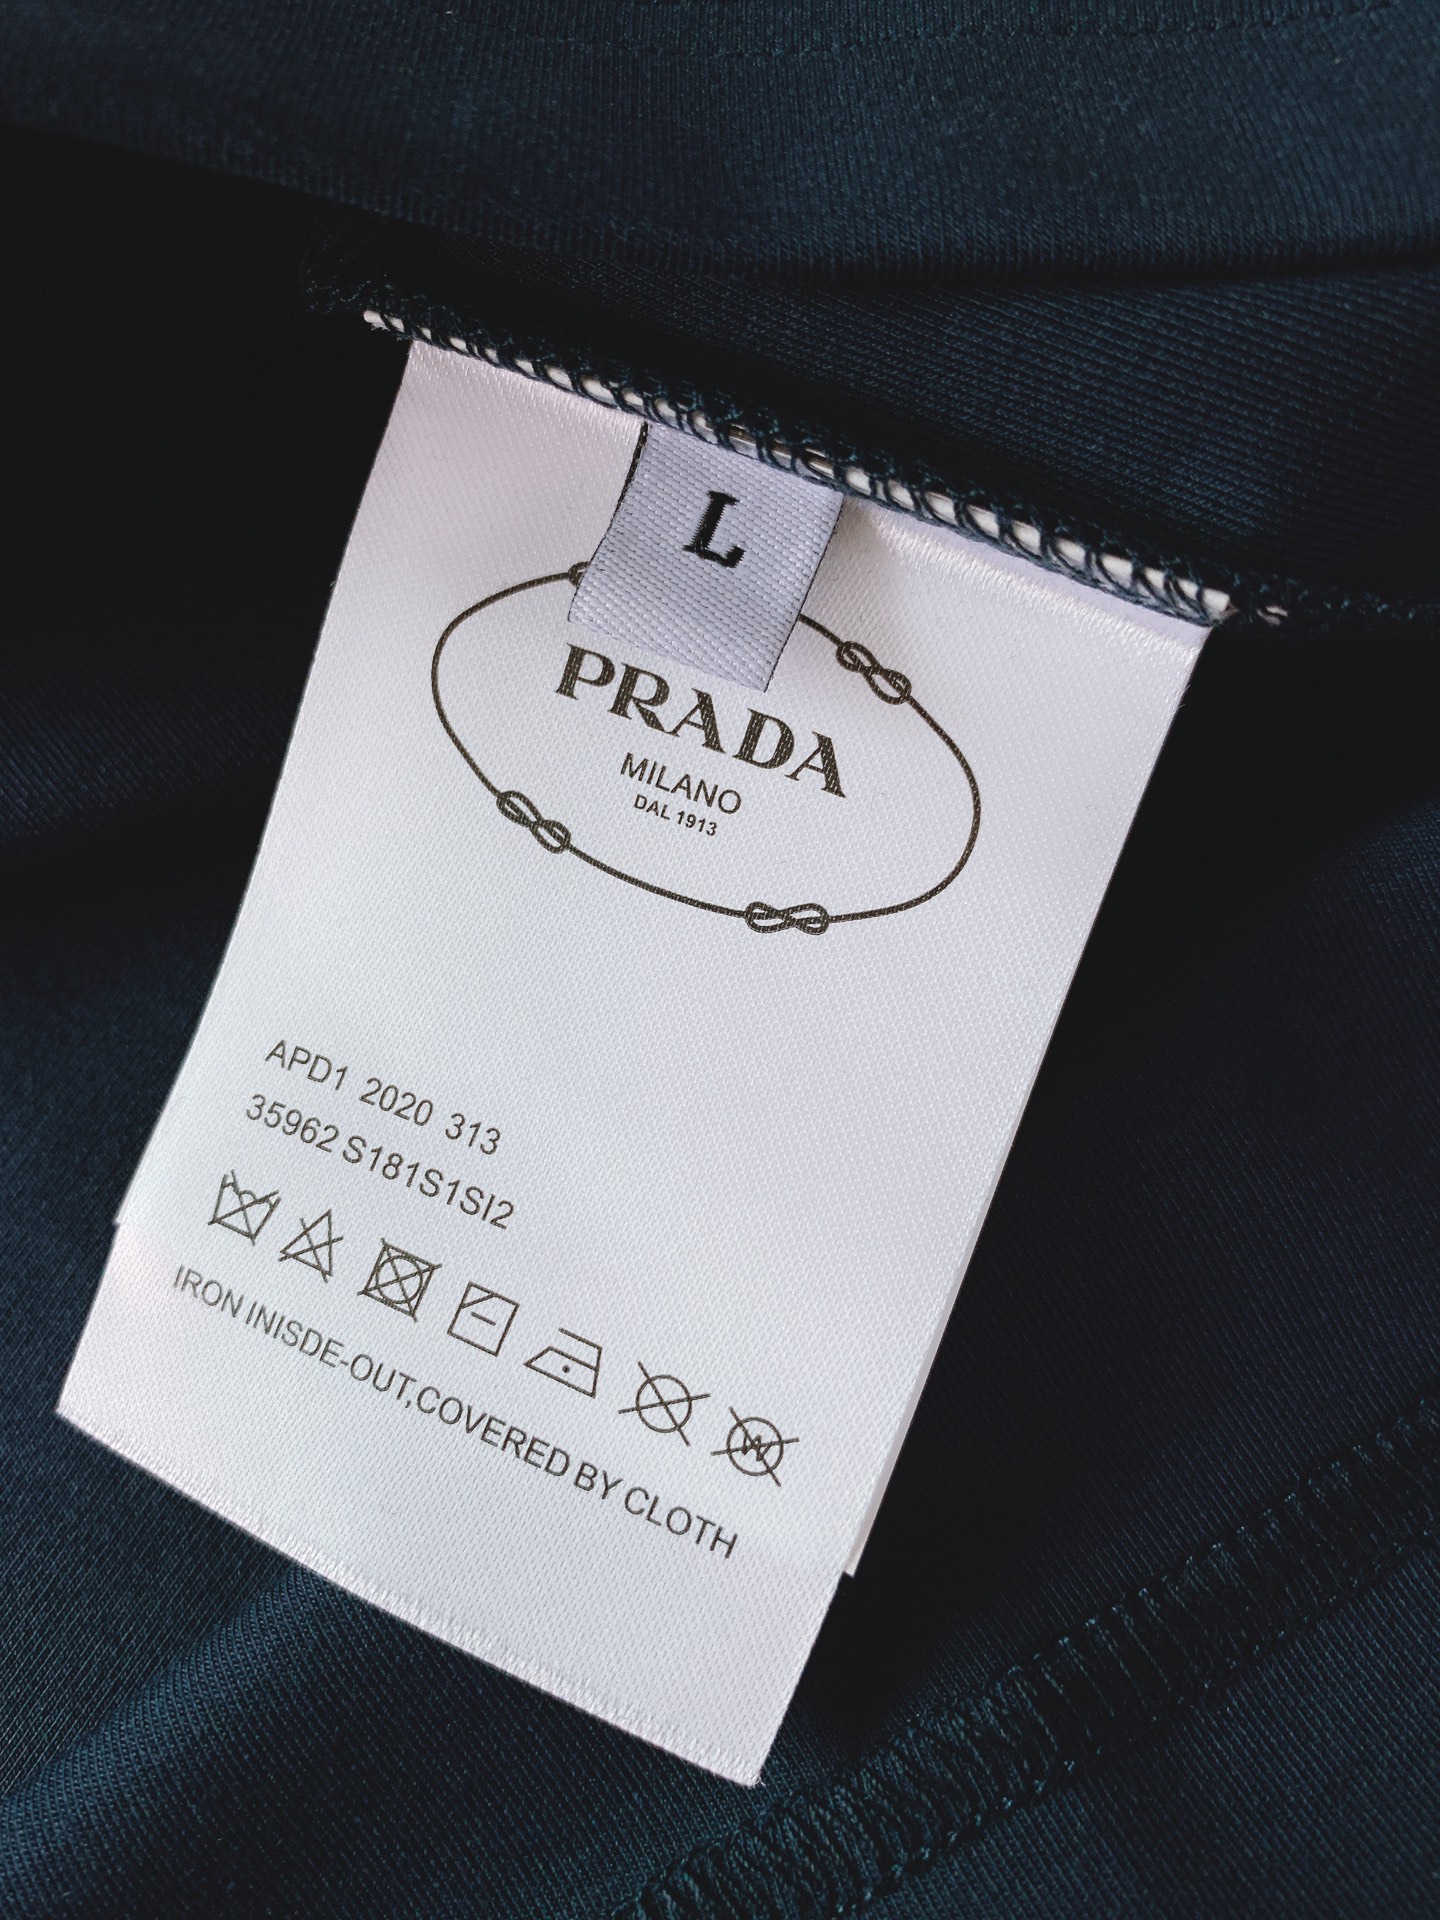 L
PRADA
MILANO
DAL 1913
APD1 2020 313
35962 S181S1SI2
W
IRON INISDE-OUT,COVERED BY CLOTH